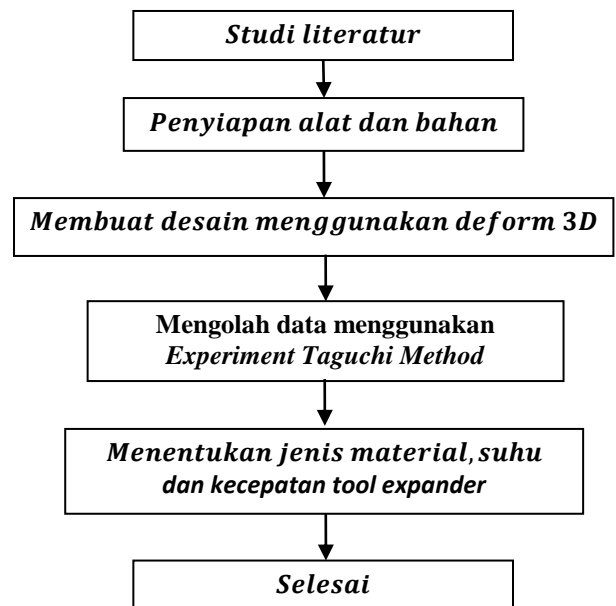 Studi literatur
Penyiapan alat dan bahan
Membuat desain menggunakan deform 3D
Mengolah data menggunakan
Experiment Taguchi Method
Menentukan jenis material, suhu
dan kecepatan tool expander
Selesai